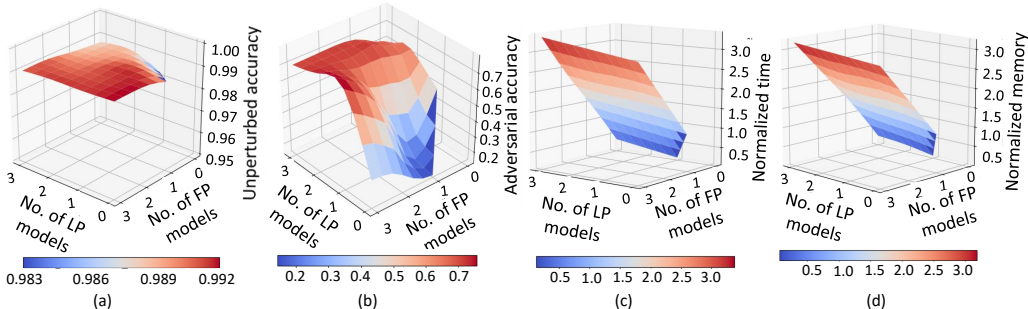 1.00
0.99
0.98
0.97
0.96
0.95
Unperturbed accuracy
3
2
1
0
No. of LP
models
3
2
1
0
No. of FP
models
0.983
0.986
0.989
0.992
(a)
0.7
0.6
0.5
0.4
0.3
0.2
Adversarial accuracy
3
2
1
0
No. of LP
models
3
2
1
0
No. of FP
models
0.2 0.3 0.4 0.5 0.6 0.7
(b)
3.0
2.5
2.0
1.5
1.0
0.5
Normalized time
3
2
1
0
No. of LP
models
3
2
1
0
No. of FP
models
0.5 1.0 1.5 2.0 2.5 3.0
(c)
3.0
2.5
2.0
1.5
1.0
0.5
Normalized memory
3
2
1
0
No. of LP
models
3
2
1
0
No. of FP
models
0.5 1.0 1.5 2.0 2.5 3.0
(d)